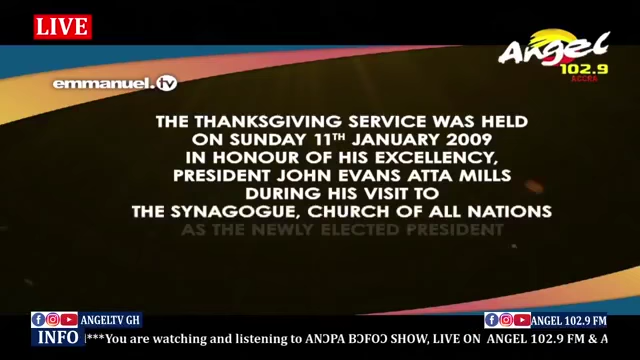 LIVE
Angel
102.9
ACCRA
emmanuel.tv
THE THANKSGIVING SERVICE WAS HELD
ON SUNDAY 11TH JANUARY 2009
IN HONOUR OF HIS EXCELLENCY,
PRESIDENT JOHN EVANS ATTA MILLS
DURING HIS VISIT TO
THE SYNAGOGUE, CHURCH OF ALL NATIONS
AS THE NEWLY ELECTED PRESIDENT
ANGELTV GH
ANGEL 102.9 FM
INFO
***You are watching and listening to ANƆPA BƆFOƆ SHOW, LIVE ON ANGEL 102.9 FM & A